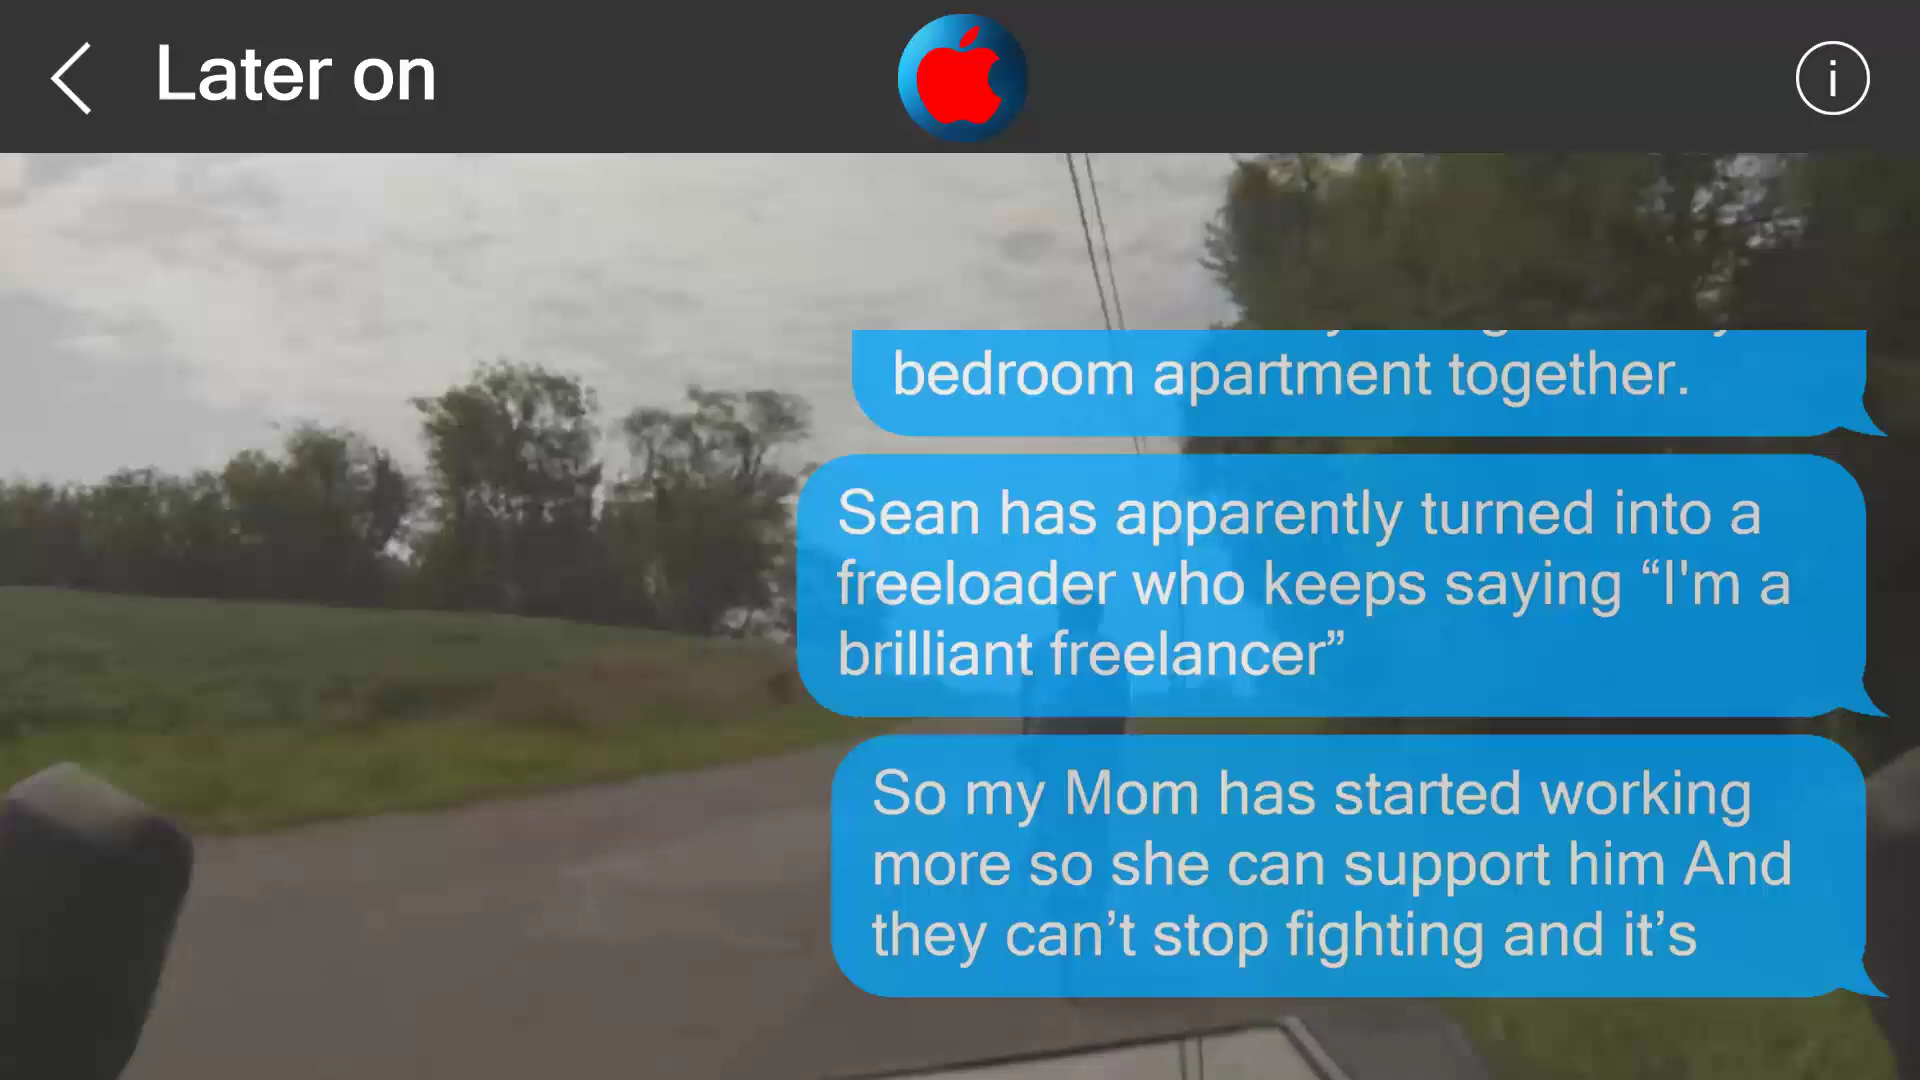 Later on
i
bedroom apartment together.
Sean has apparently turned into a
freeloader who keeps saying “I'm a
brilliant freelancer”
So my Mom has started working
more so she can support him And
they can’t stop fighting and it’s